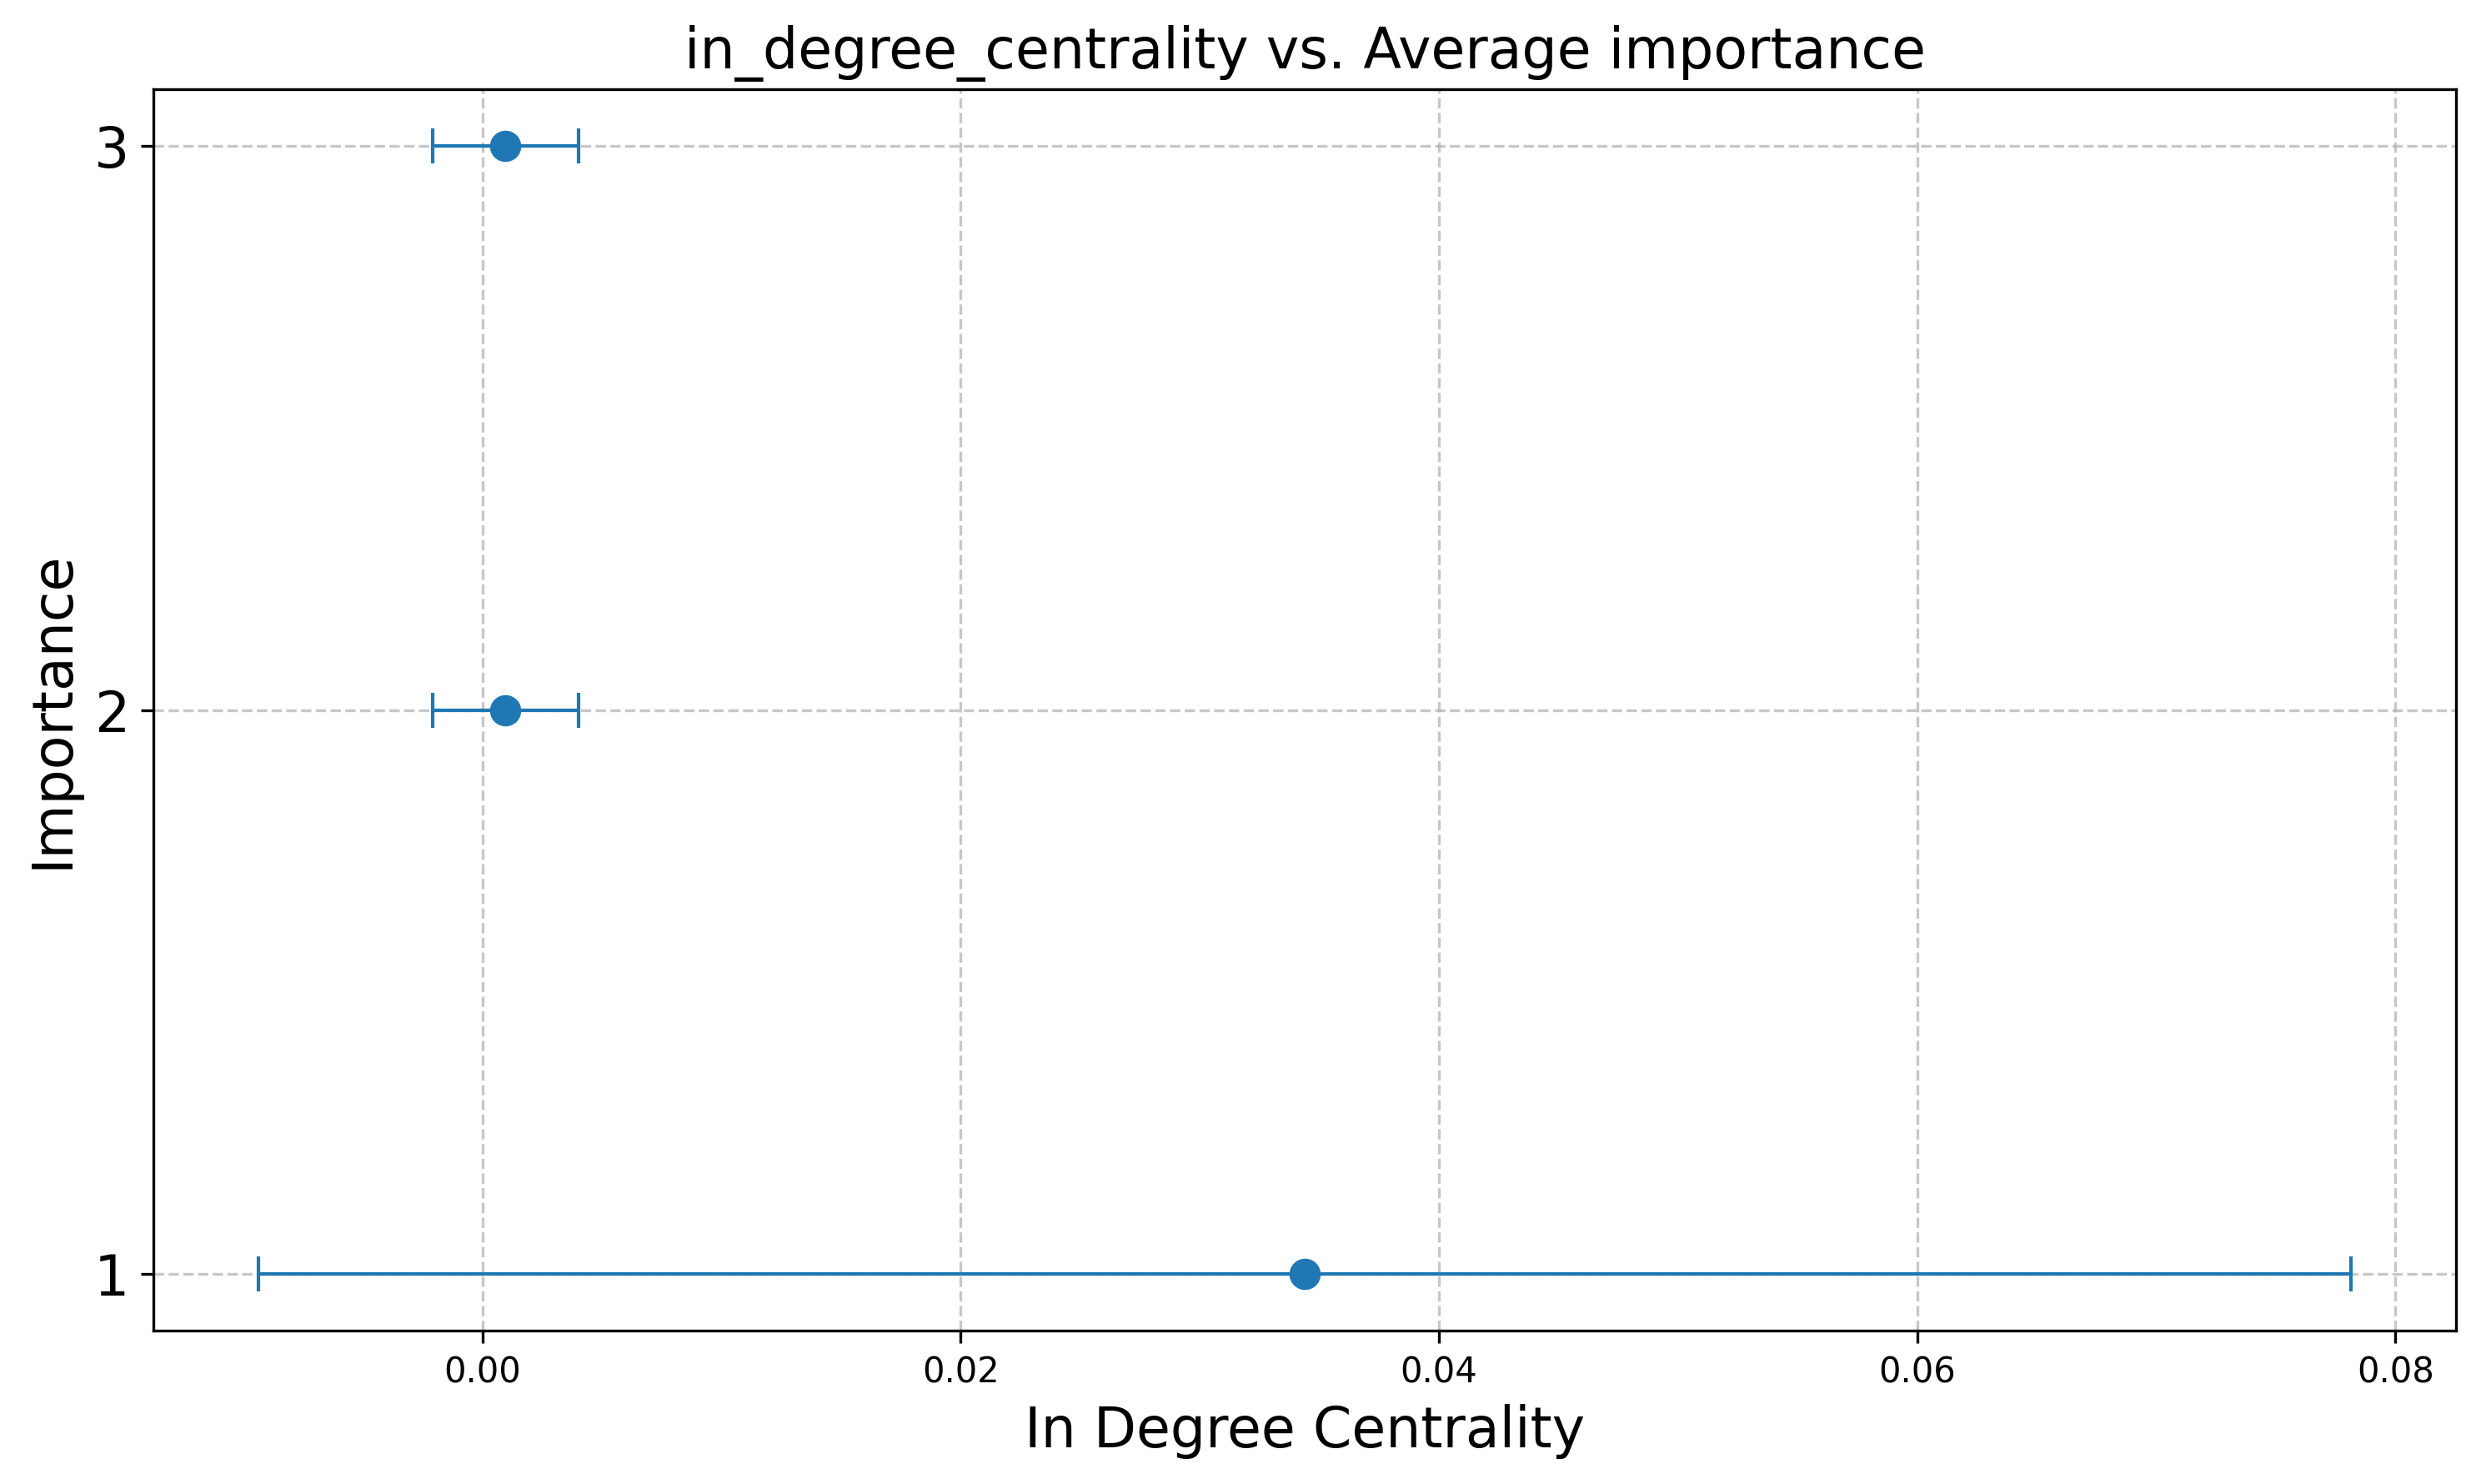 in_degree_centrality vs. Average importance
3
2
1
Importance
0.00 0.02 0.04 0.06 0.08
In Degree Centrality